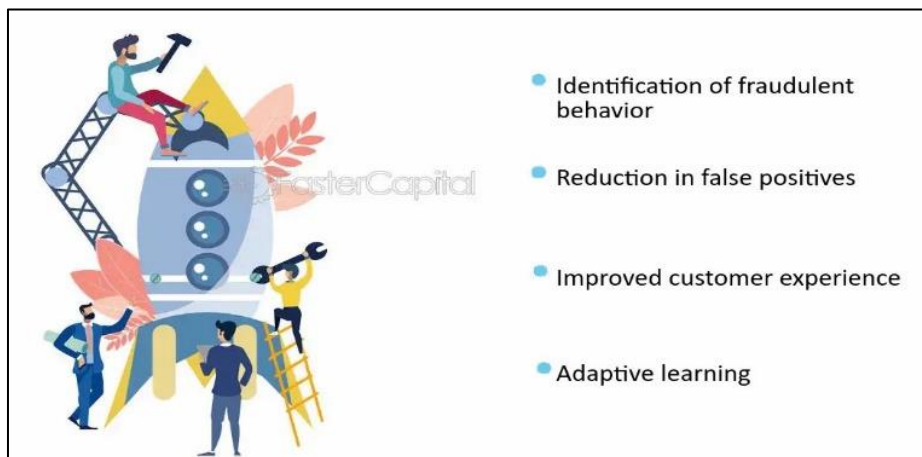 FasterCapital
Identification of fraudulent
behavior
Reduction in false positives
Improved customer experience
Adaptive learning